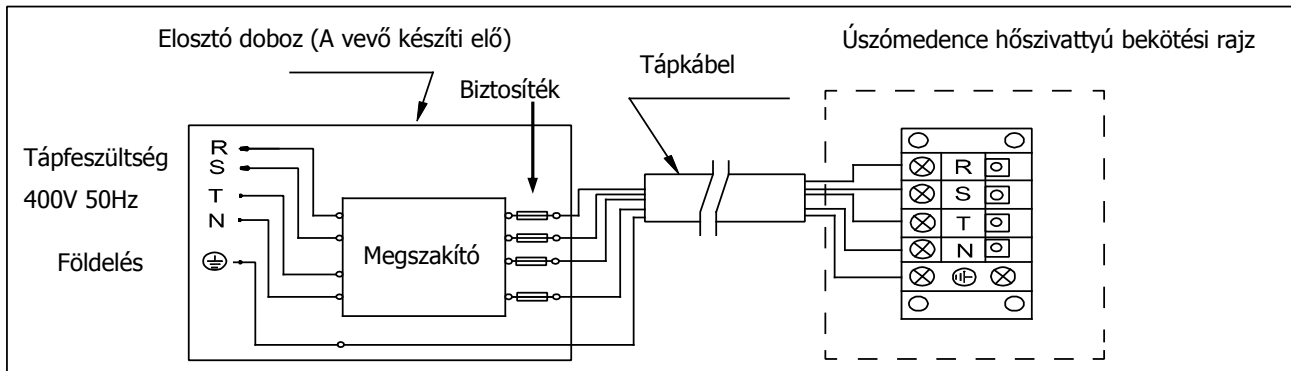 Elosztó doboz (A vevő készíti elő)
Úszómedence hőszivattyú bekötési rajz
Tápkábel
Biztosíték
Tápfeszültség
400V 50Hz
Földelés
R
S
T
N
Megszakító
R
S
T
N